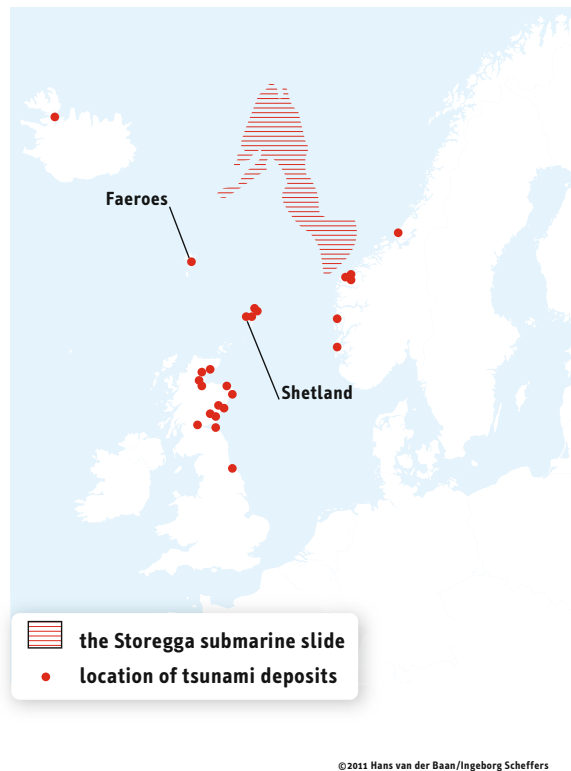 Faeroes
Shetland
the Storegga submarine slide
location of tsunami deposits
©2011 Hans van der Baan/Ingeborg Scheffers